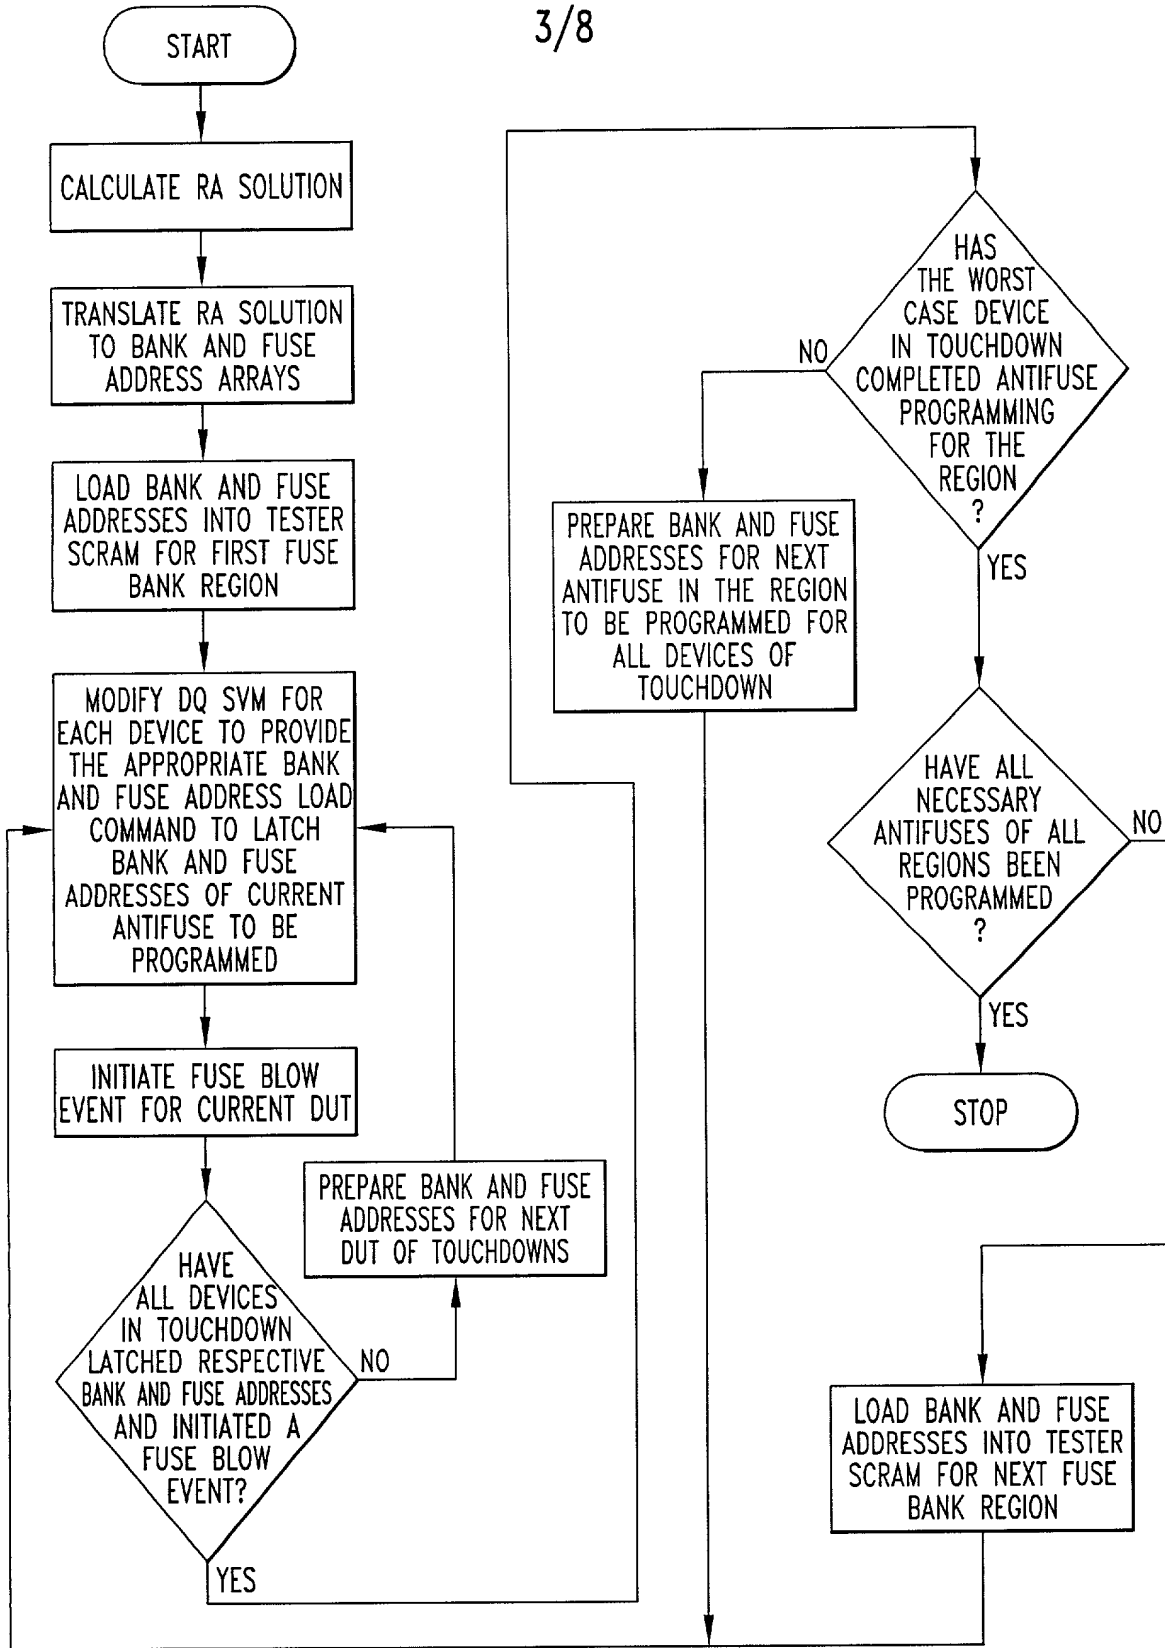 3/8
START
CALCULATE RA SOLUTION
TRANSLATE RA SOLUTION
TO BANK AND FUSE
ADDRESS ARRAYS
LOAD BANK AND FUSE
ADDRESSES INTO TESTER
SCRAM FOR FIRST FUSE
BANK REGION
MODIFY DQ SVM FOR
EACH DEVICE TO PROVIDE
THE APPROPRIATE BANK
AND FUSE ADDRESS LOAD
COMMAND TO LATCH
BANK AND FUSE
ADDRESSES OF CURRENT
ANTIFUSE TO BE
PROGRAMMED
INITIATE FUSE BLOW
EVENT FOR CURRENT DUT
HAVE
ALL DEVICES
IN TOUCHDOWN
LATCHED RESPECTIVE
BANK AND FUSE ADDRESSES
AND INITIATED A
FUSE BLOW
EVENT?
NO
YES
PREPARE BANK AND FUSE
ADDRESSES FOR NEXT
DUT OF TOUCHDOWNS
HAS
THE WORST
CASE DEVICE
IN TOUCHDOWN
COMPLETED ANTIFUSE
PROGRAMMING
FOR THE
REGION
?
NO
YES
PREPARE BANK AND FUSE
ADDRESSES FOR NEXT
ANTIFUSE IN THE REGION
TO BE PROGRAMMED FOR
ALL DEVICES OF
TOUCHDOWN
HAVE ALL
NECESSARY
ANTIFUSES OF ALL
REGIONS BEEN
PROGRAMMED
?
NO
YES
STOP
LOAD BANK AND FUSE
ADDRESSES INTO TESTER
SCRAM FOR NEXT FUSE
BANK REGION